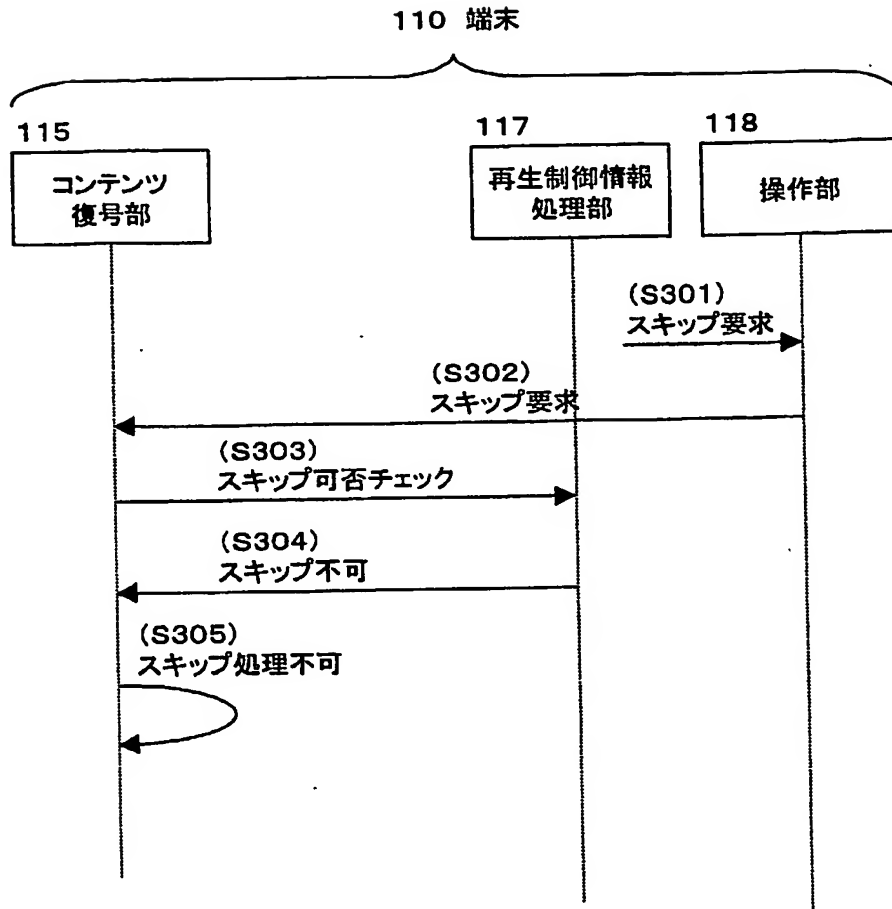 110 端末
115
コンテンツ
復号部
117
再生制御情報
処理部
118
操作部
(S301)
スキップ要求
(S302)
スキップ要求
(S303)
スキップ可否チェック
(S304)
スキップ不可
(S305)
スキップ処理不可